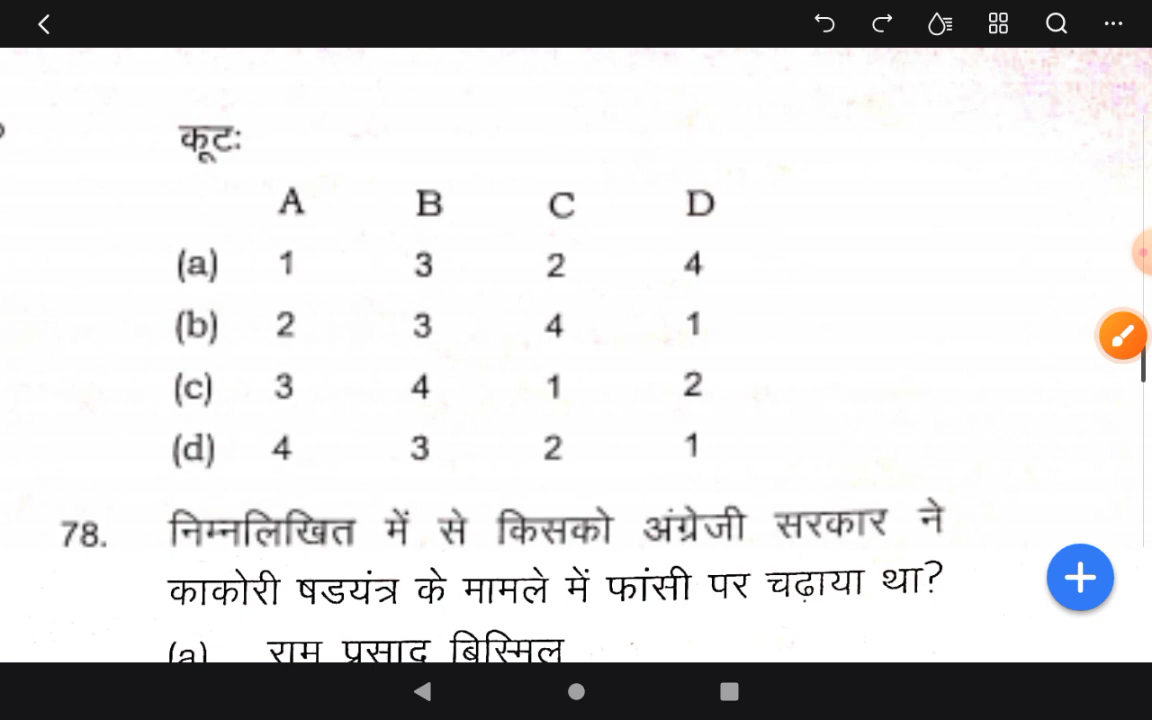 कूटः
A B C D
(a) 1 3 2 4
(b) 2 3 4 1
(c) 3 4 1 2
(d) 4 3 2 1
78. निम्नलिखित में से किसको अंग्रेजी सरकार ने
काकोरी षडयंत्र के मामले में फांसी पर चढ़ाया था?
(a) राम प्रसाद बिस्मिल